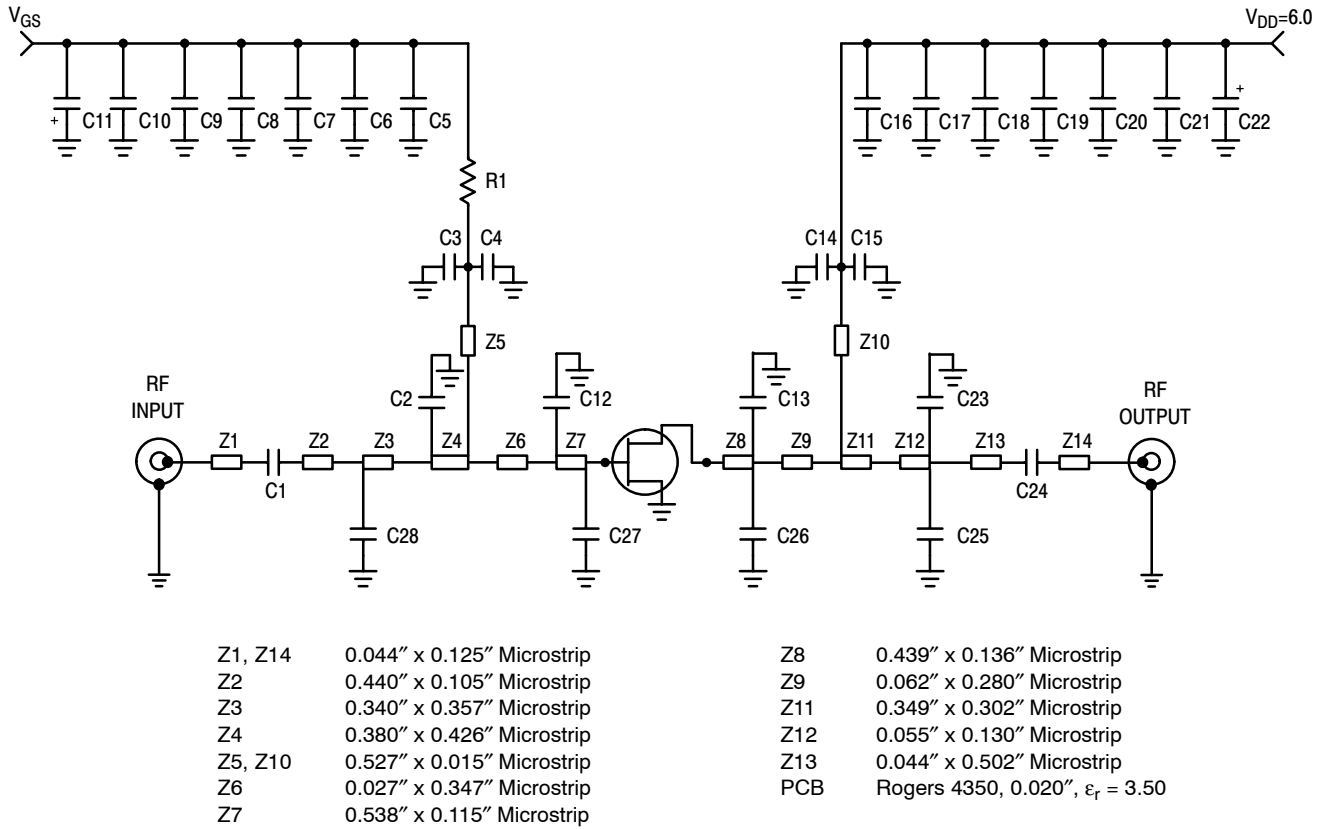 V_GS
V_DD=6.0
+ C11 C10 C9 C8 C7 C6 C5
C16 C17 C18 C19 C20 C21 + C22
R1
C3 C4
C14 C15
Z5
Z10
C2
C12
C13
C23
RF
INPUT
RF
OUTPUT
Z1 Z2 Z3 Z4 Z6 Z7 Z8 Z9 Z11 Z12 Z13 Z14
C1
C24
C28
C27
C26
C25
Z1, Z14 0.044″ x 0.125″ Microstrip
Z2 0.440″ x 0.105″ Microstrip
Z3 0.340″ x 0.357″ Microstrip
Z4 0.380″ x 0.426″ Microstrip
Z5, Z10 0.527″ x 0.015″ Microstrip
Z6 0.027″ x 0.347″ Microstrip
Z7 0.538″ x 0.115″ Microstrip
Z8 0.439″ x 0.136″ Microstrip
Z9 0.062″ x 0.280″ Microstrip
Z11 0.349″ x 0.302″ Microstrip
Z12 0.055″ x 0.130″ Microstrip
Z13 0.044″ x 0.502″ Microstrip
PCB Rogers 4350, 0.020″, ε_r = 3.50